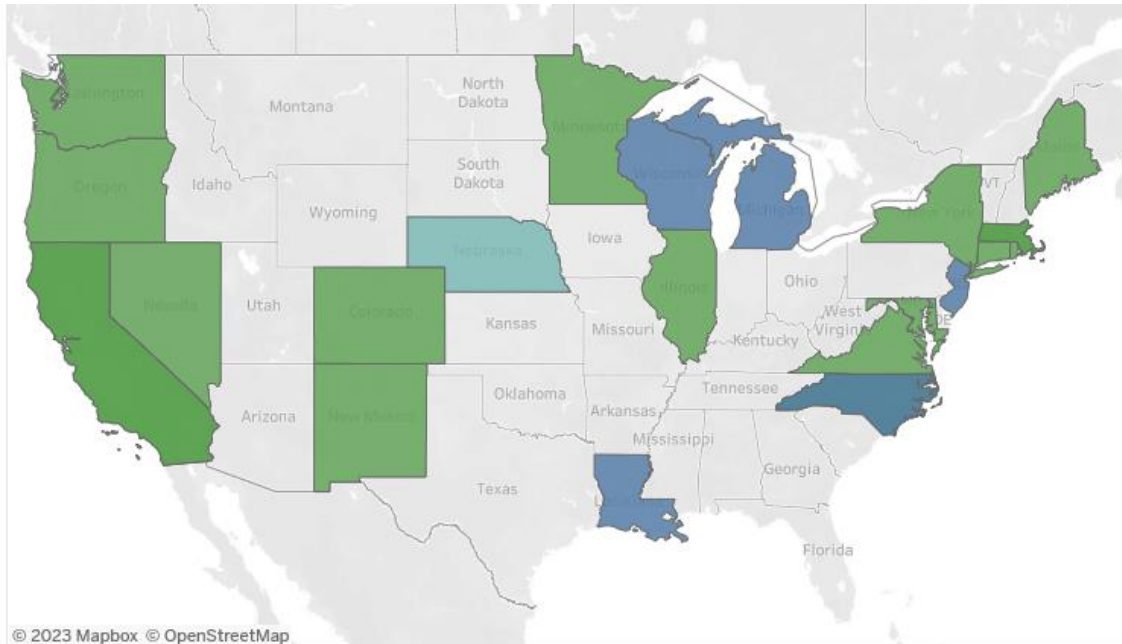 Washington
Montana
North
Dakota
Minnesota
Oregon
Idaho
South
Dakota
Wisconsin
Michigan
VT
New York
Wyoming
Iowa
Nebraska
Nevada
Utah
Colorado
Kansas
Missouri
Illinois
Ohio
West
Virginia
DE
Kentucky
Arizona
New Mexico
Oklahoma
Tennessee
Arkansas
Mississippi
Georgia
Texas
Florida
© 2023 Mapbox © OpenStreetMap